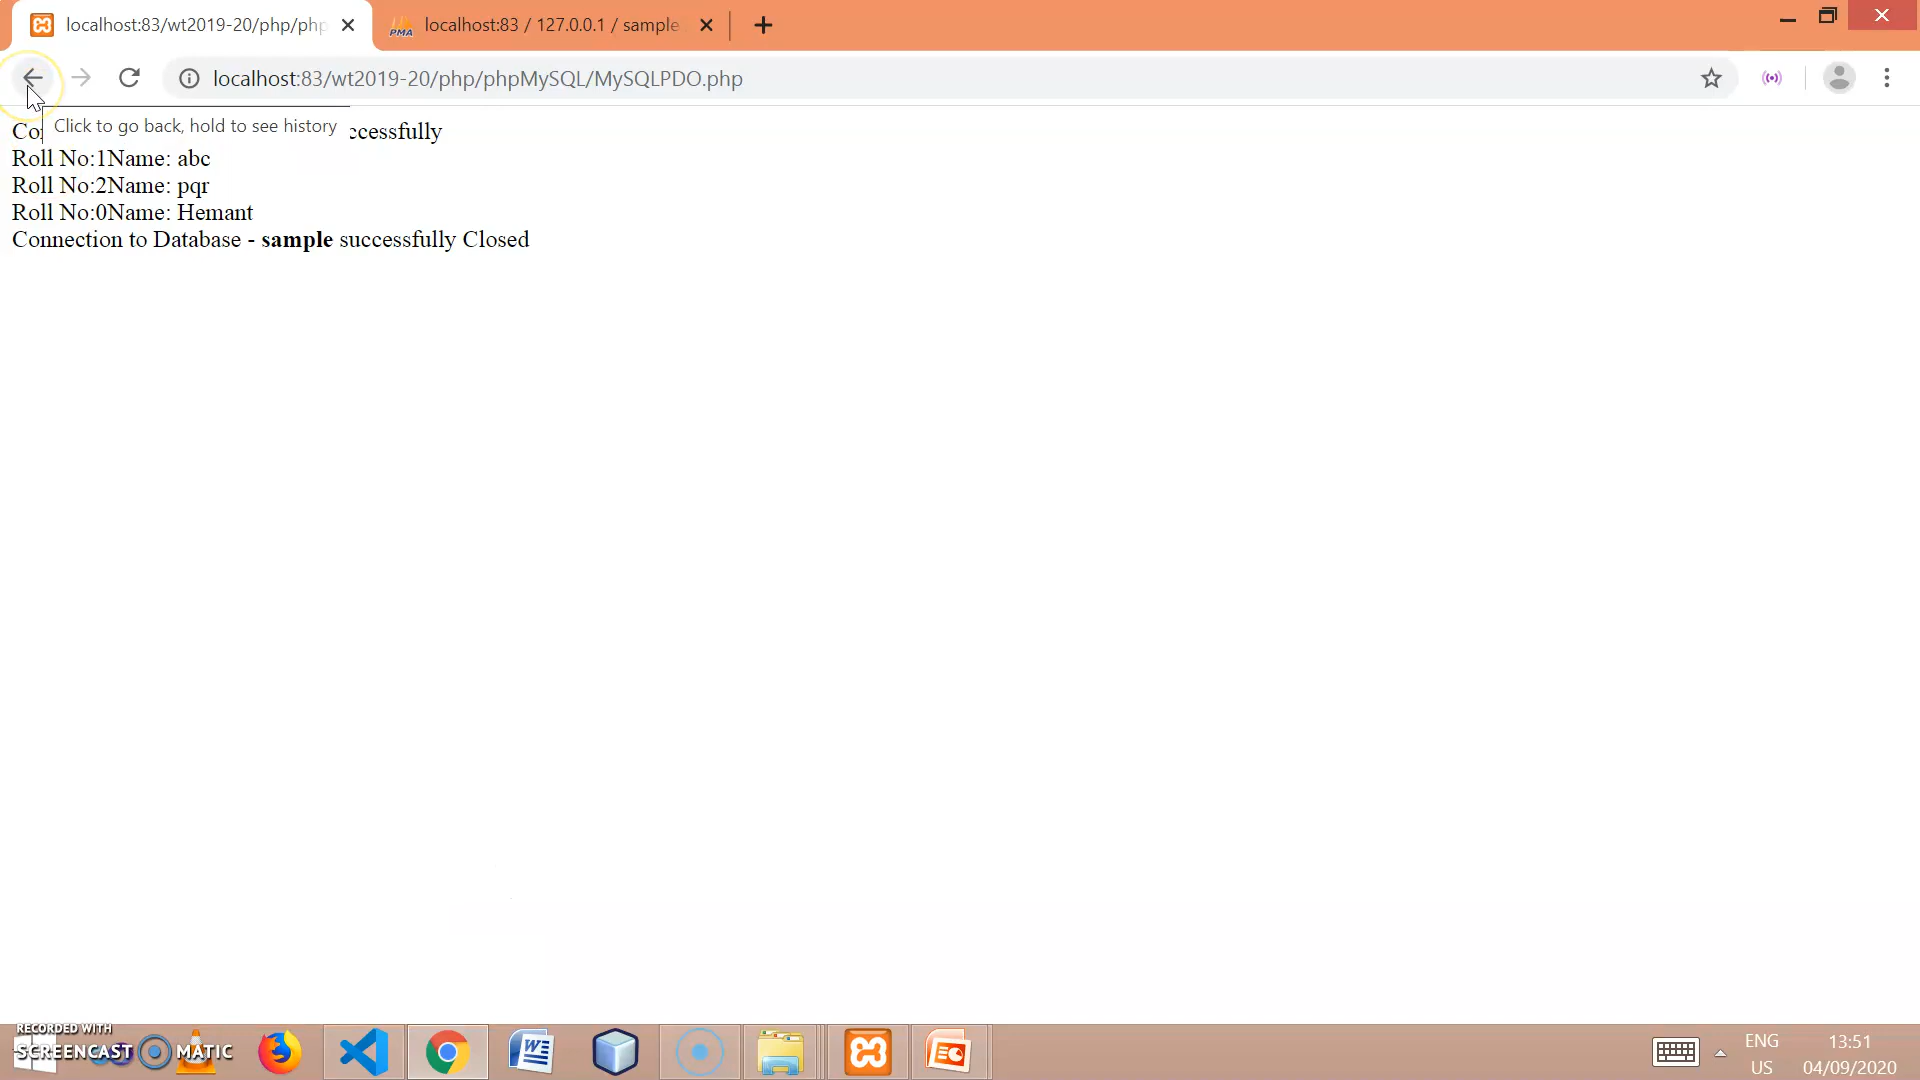 localhost:83/wt2019-20/php/php
PMA localhost:83 / 127.0.0.1 / sample
localhost:83/wt2019-20/php/phpMySQL/MySQLPDO.php
Click to go back, hold to see history
ccessfully
Roll No:1Name: abc
Roll No:2Name: pqr
Roll No:0Name: Hemant
Connection to Database - sample successfully Closed
RECORDED WITH
SCREENCAST MATIC
ENG
US
13:51
04/09/2020